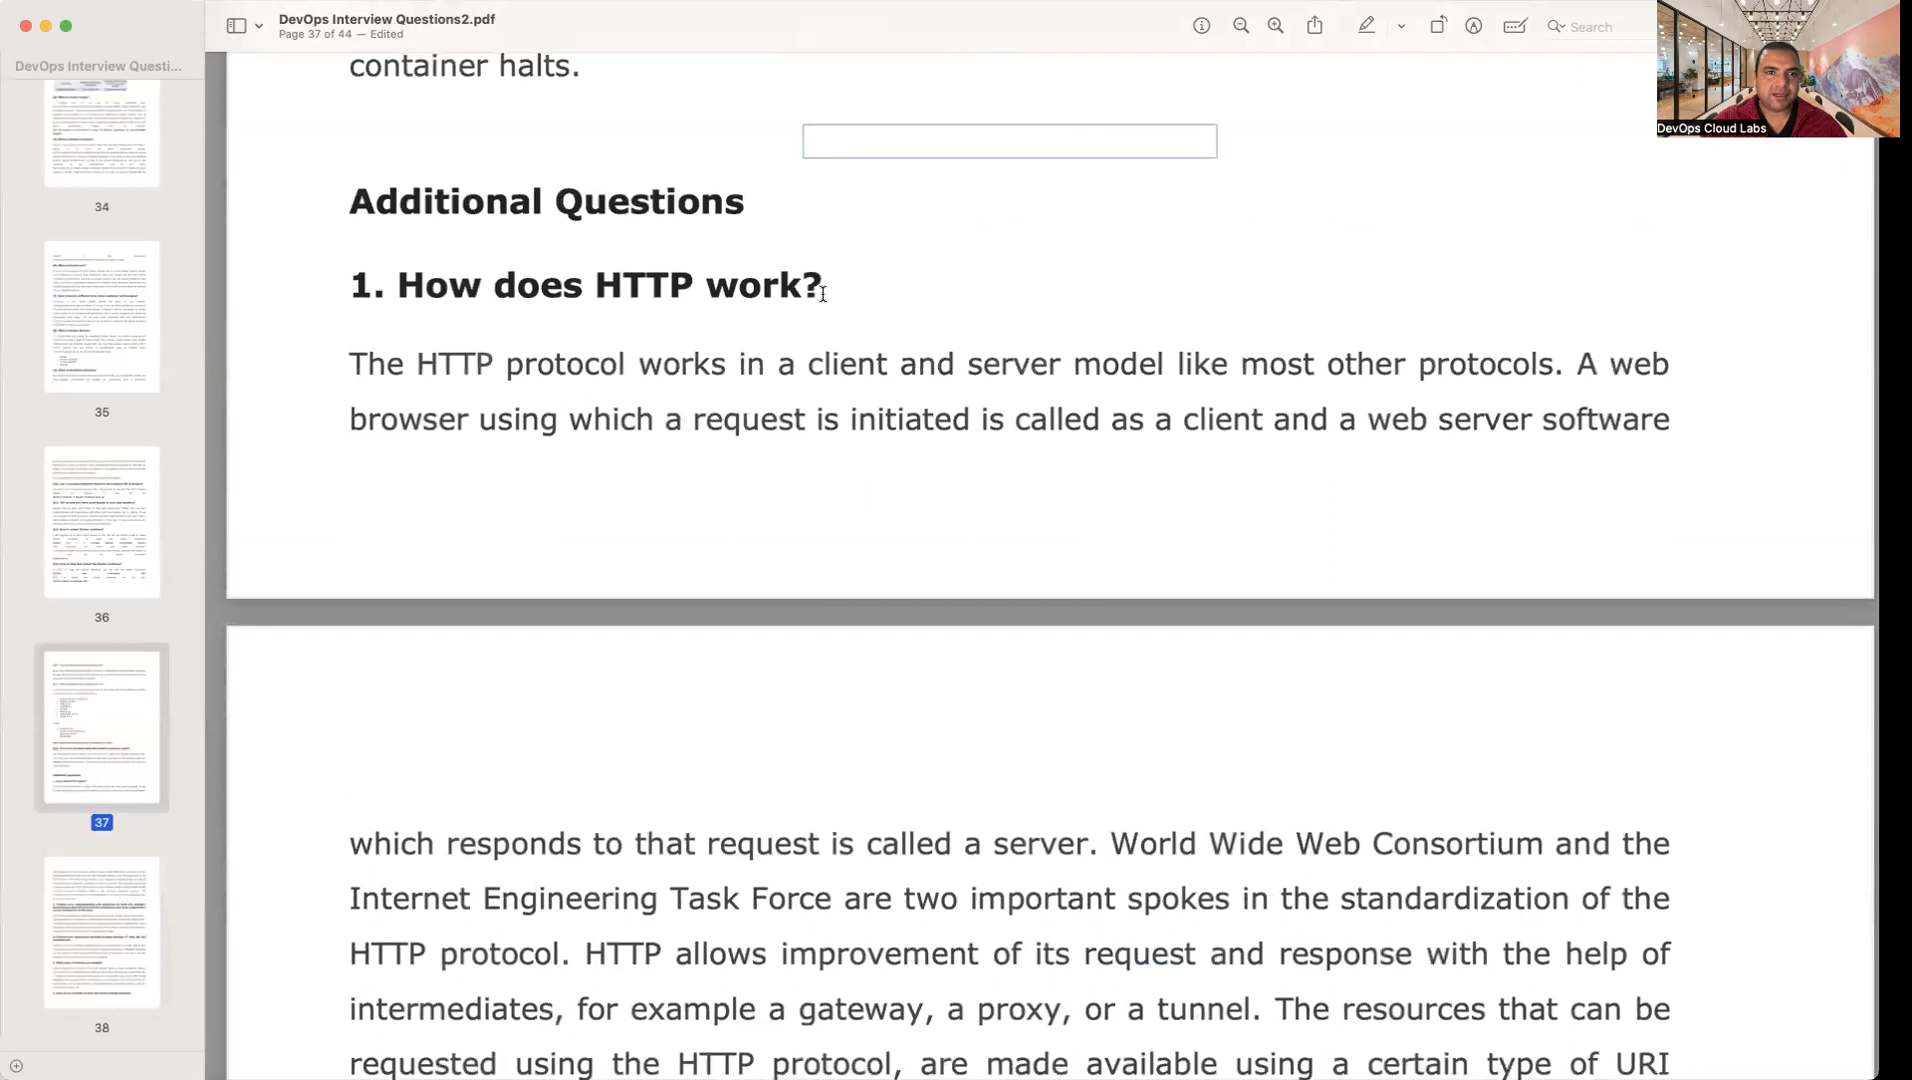 DevOps Interview Questions2.pdf
Page 37 of 44 — Edited
Search
DevOps Cloud Labs
DevOps Interview Questi...
34
35
36
37
38
container halts.
Additional Questions
1. How does HTTP work?
The HTTP protocol works in a client and server model like most other protocols. A web
browser using which a request is initiated is called as a client and a web server software
which responds to that request is called a server. World Wide Web Consortium and the
Internet Engineering Task Force are two important spokes in the standardization of the
HTTP protocol. HTTP allows improvement of its request and response with the help of
intermediates, for example a gateway, a proxy, or a tunnel. The resources that can be
requested using the HTTP protocol, are made available using a certain type of URI